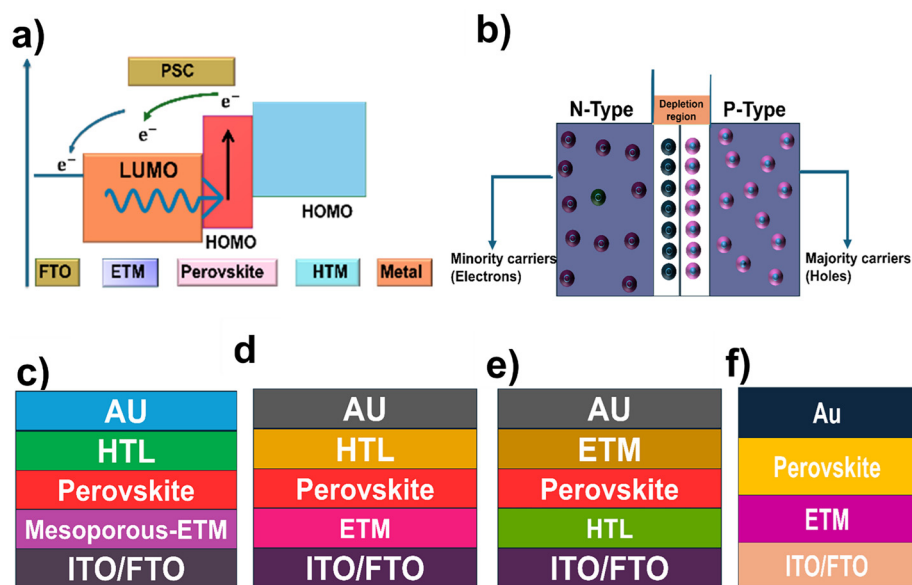 a)
PSC
e⁻
e⁻
e⁻
LUMO
HOMO
HOMO
FTO
ETM
Perovskite
HTM
Metal
b)
N-Type
Depletion
region
P-Type
Minority carriers
(Electrons)
Majority carriers
(Holes)
c)
AU
HTL
Perovskite
Mesoporous-ETM
ITO/FTO
d
AU
HTL
Perovskite
ETM
ITO/FTO
e)
AU
ETM
Perovskite
HTL
ITO/FTO
f)
Au
Perovskite
ETM
ITO/FTO